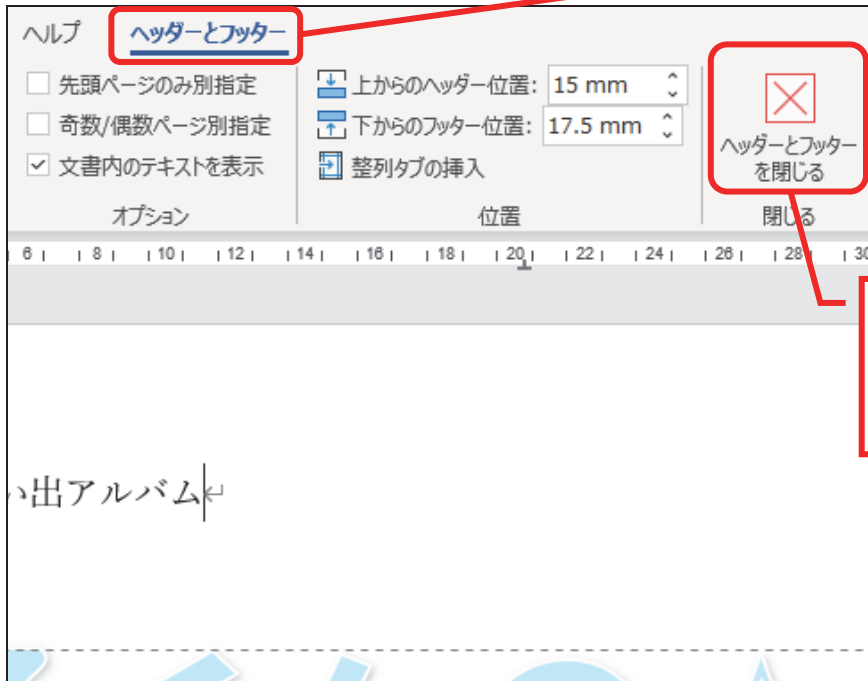 ヘルプ ヘッダーとフッター
先頭ページのみ別指定
奇数/偶数ページ別指定
文書内のテキストを表示
オプション
上からのヘッダー位置: 15 mm
下からのフッター位置: 17.5 mm
整列タブの挿入
位置
ヘッダーとフッター
を閉じる
閉じる
6 8 10 12 14 16 18 20 22 24 26 28 30
い出アルバム↵